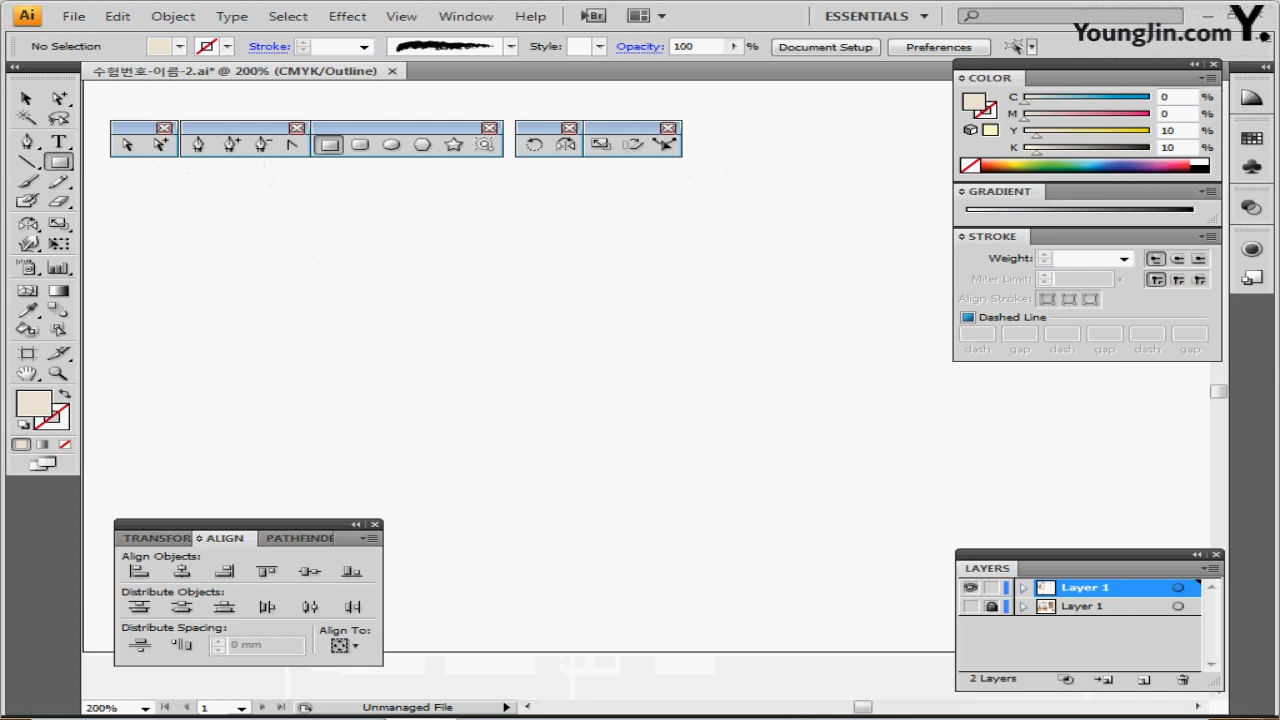 Ai File Edit Object Type Select Effect View Window Help Br ESSENTIALS
Y.
YoungJin.com
No Selection Stroke: Style: Opacity: 100 % Document Setup Preferences
수험번호-이름-2.ai* @ 200% (CMYK/Outline)
COLOR
C 0 %
M 0 %
Y 10 %
K 10 %
GRADIENT
STROKE
Weight:
Miter Limit: x
Align Stroke:
Dashed Line
dash gap dash gap dash gap
TRANSFOR ALIGN PATHFINDE
Align Objects:
Distribute Objects:
Distribute Spacing: Align To:
0 mm
LAYERS
Layer 1
Layer 1
2 Layers
200% 1 Unmanaged File